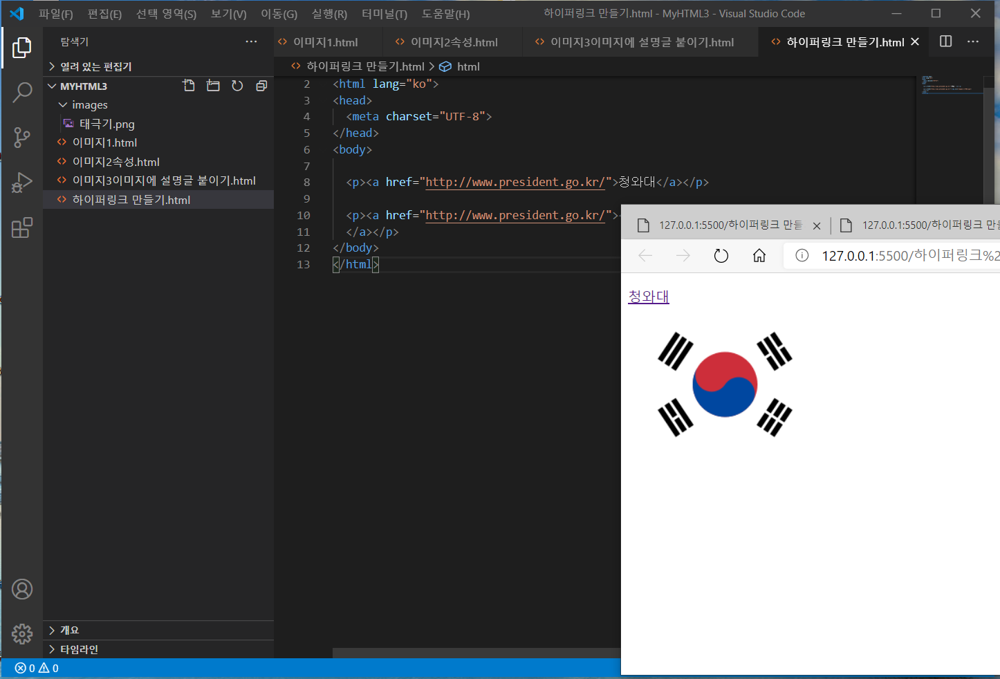 파일(F) 편집(E) 선택 영역(S) 보기(V) 이동(G) 실행(R) 터미널(T) 도움말(H) 하이퍼링크 만들기.html - MyHTML3 - Visual Studio Code
탐색기
이미지1.html 이미지2속성.html 이미지3이미지에 설명글 붙이기.html 하이퍼링크 만들기.html
열려 있는 편집기
MYHTML3
images
태극기.png
이미지1.html
이미지2속성.html
이미지3이미지에 설명글 붙이기.html
하이퍼링크 만들기.html
개요
타임라인
하이퍼링크 만들기.html > html
2 <html lang="ko">
3 <head>
4 <meta charset="UTF-8">
5 </head>
6 <body>
7
8 <p><a href="http://www.president.go.kr/">청와대</a></p>
9
10 <p><a href="http://www.president.go.kr/">
11 </a></p>
12 </body>
13 </html>
127.0.0.1:5500/하이퍼링크 만들 127.0.0.1:5500/하이퍼링크 만
127.0.0.1:5500/하이퍼링크%2
청와대
0 0